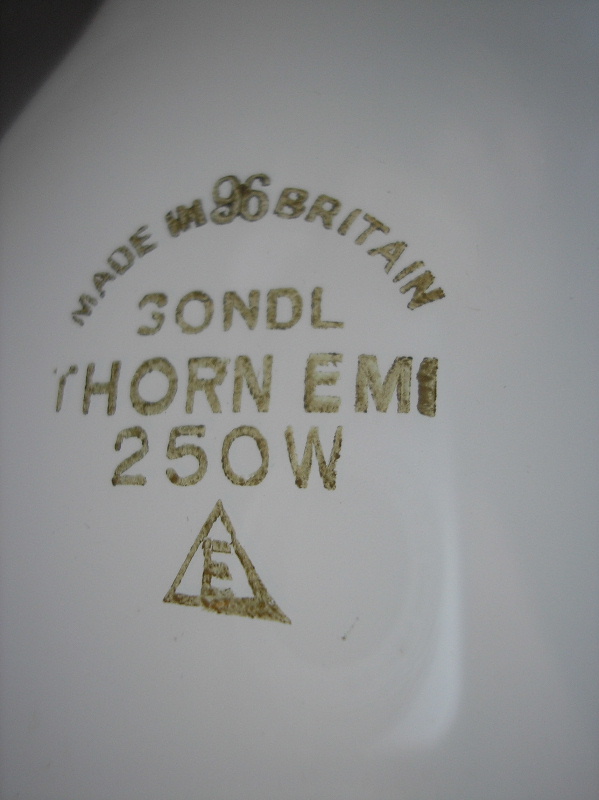 MADE IN 96 BRITAIN
3ONDL
THORN EMI
250W
E